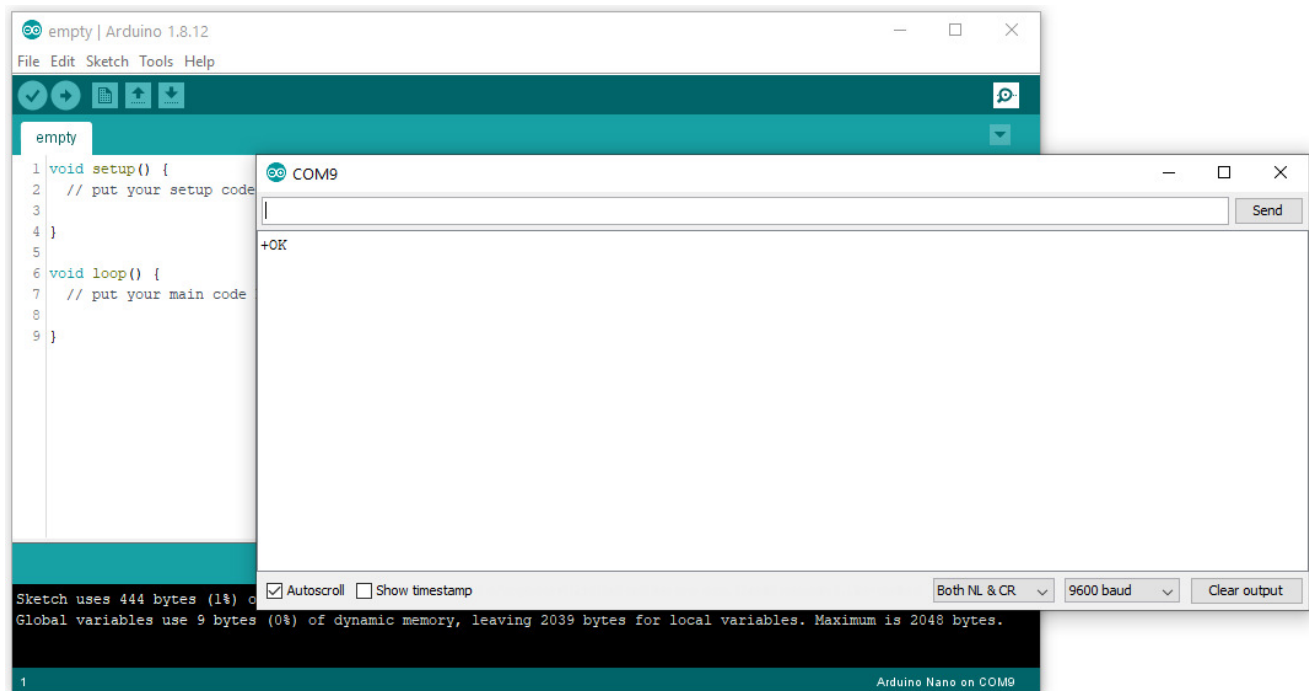 empty | Arduino 1.8.12
File Edit Sketch Tools Help
empty
1 void setup() {
2 // put your setup code
3
4 }
5
6 void loop() {
7 // put your main code
8
9 }
COM9
Send
+OK
Autoscroll Show timestamp Both NL & CR 9600 baud Clear output
Sketch uses 444 bytes (1%) o
Global variables use 9 bytes (0%) of dynamic memory, leaving 2039 bytes for local variables. Maximum is 2048 bytes.
1 Arduino Nano on COM9